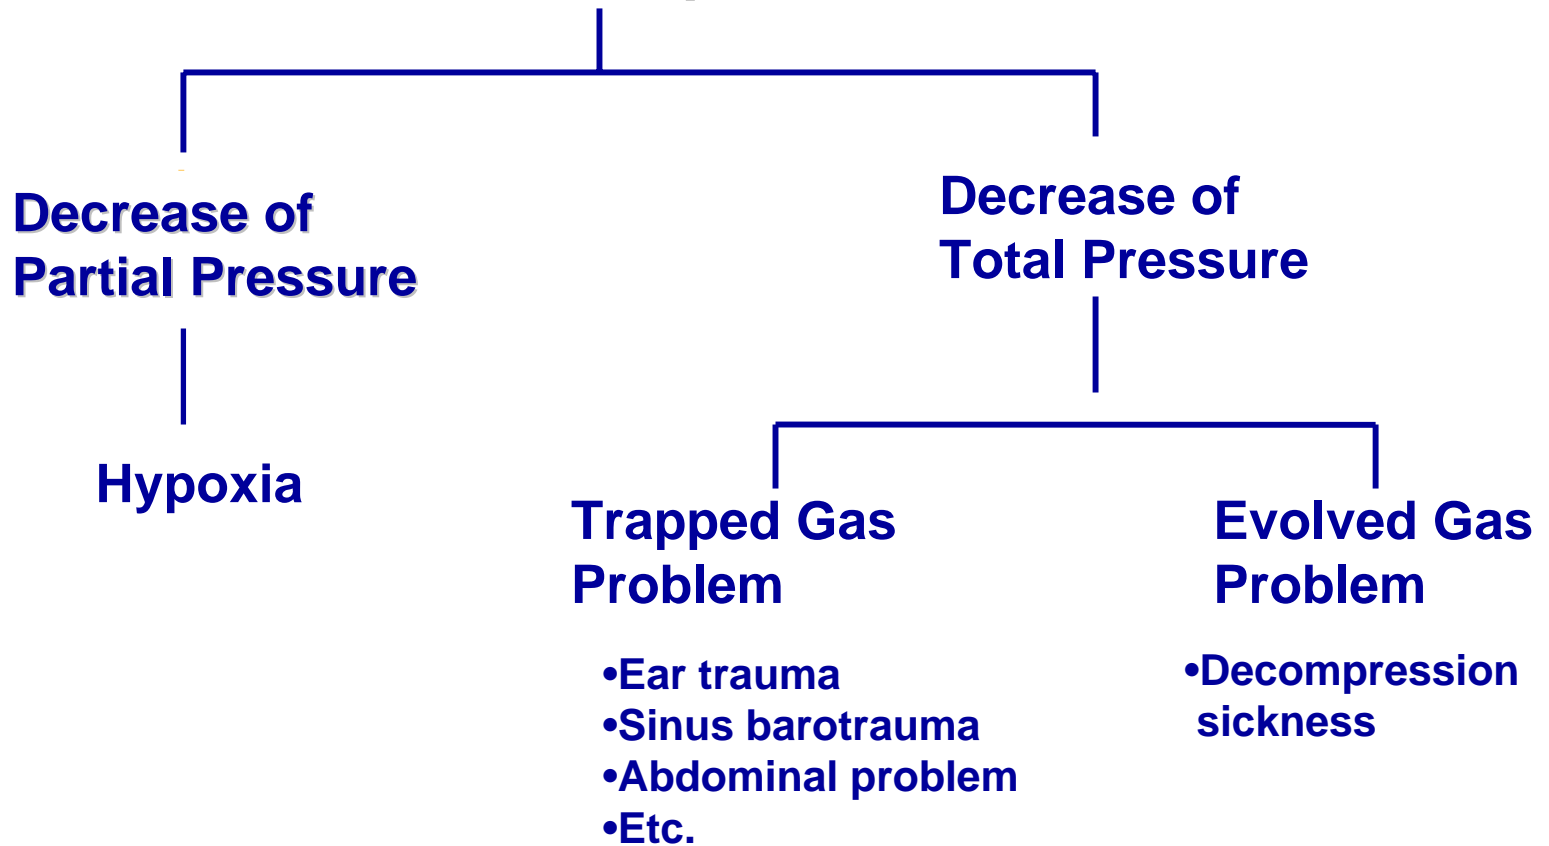 Decrease of
Partial Pressure
Hypoxia
Decrease of
Total Pressure
Trapped Gas
Problem
•Ear trauma
•Sinus barotrauma
•Abdominal problem
•Etc.
Evolved Gas
Problem
•Decompression
sickness